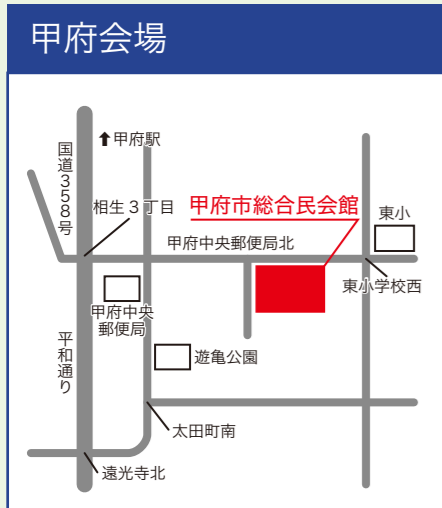 甲府会場
⬆甲府駅
国道358号
相生3丁目
甲府市総合民会館
東小
甲府中央郵便局北
東小学校西
甲府中央
郵便局
平和通り
遊亀公園
太田町南
遠光寺北